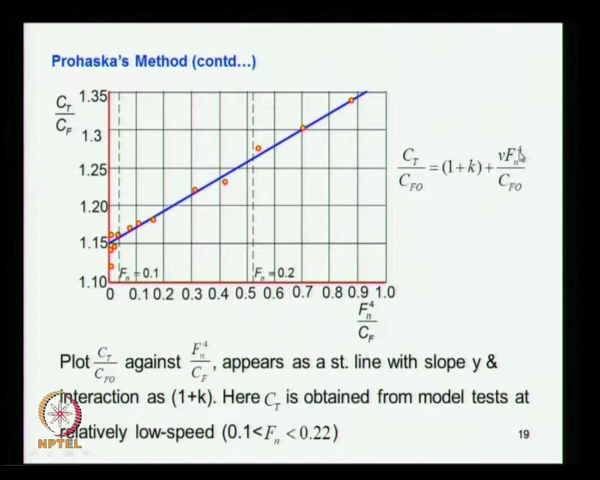 Prohaska's Method (contd...)
C_T / C_F
1.35
1.3
1.25
1.20
1.15
1.10
F_n = 0.1
F_n = 0.2
0 0.1 0.2 0.3 0.4 0.5 0.6 0.7 0.8 0.9 1.0
F_n^4 / C_F
C_T / C_FO = (1 + k) + yF_n^4 / C_FO
Plot C_T / C_FO against F_n^4 / C_F, appears as a st. line with slope y &
interaction as (1+k). Here C_T is obtained from model tests at
relatively low-speed (0.1< F_n < 0.22)
NPTEL
19